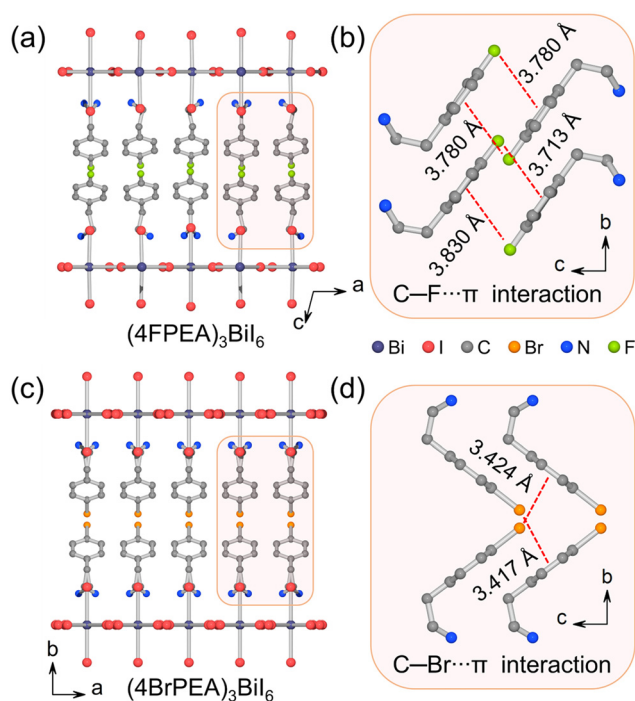 (a)
(b)
3.780 Å
3.780 Å
3.713 Å
3.830 Å
b
c
C—F···π interaction
a
c
(4FPEA)₃BiI₆
Bi I C Br N F
(c)
(d)
3.424 Å
3.417 Å
b
c
C—Br···π interaction
b
a
(4BrPEA)₃BiI₆